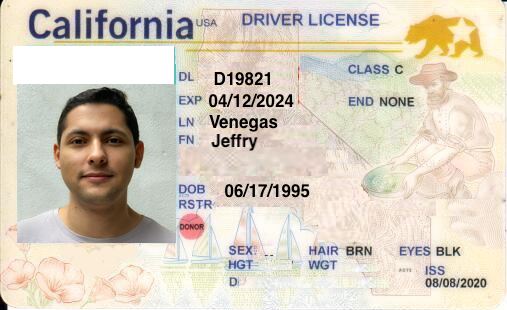 California USA DRIVER LICENSE
DL D19821 CLASS C
EXP 04/12/2024 END NONE
LN Venegas
FN Jeffry
DOB 06/17/1995
RSTR
DONOR
SEX -- HAIR BRN EYES BLK
HGT WGT ISS
D 08/08/2020